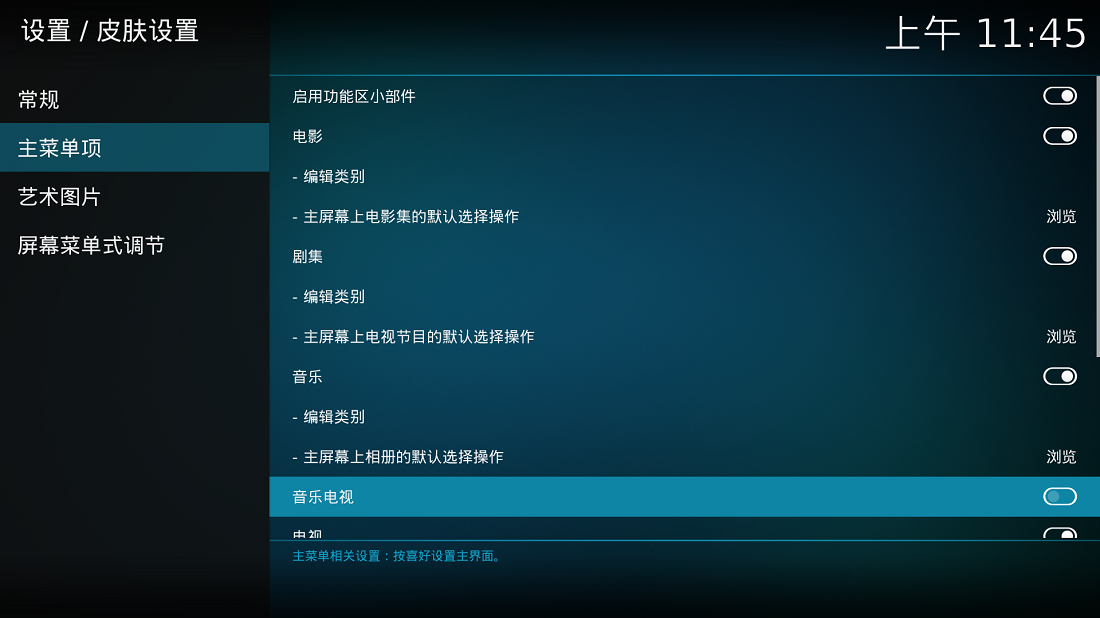 设置 / 皮肤设置
上午 11:45
常规
主菜单项
艺术图片
屏幕菜单式调节
启用功能区小部件
电影
- 编辑类别
- 主屏幕上电影集的默认选择操作 浏览
剧集
- 编辑类别
- 主屏幕上电视节目的默认选择操作 浏览
音乐
- 编辑类别
- 主屏幕上相册的默认选择操作 浏览
音乐电视
电视
主菜单相关设置：按喜好设置主界面。